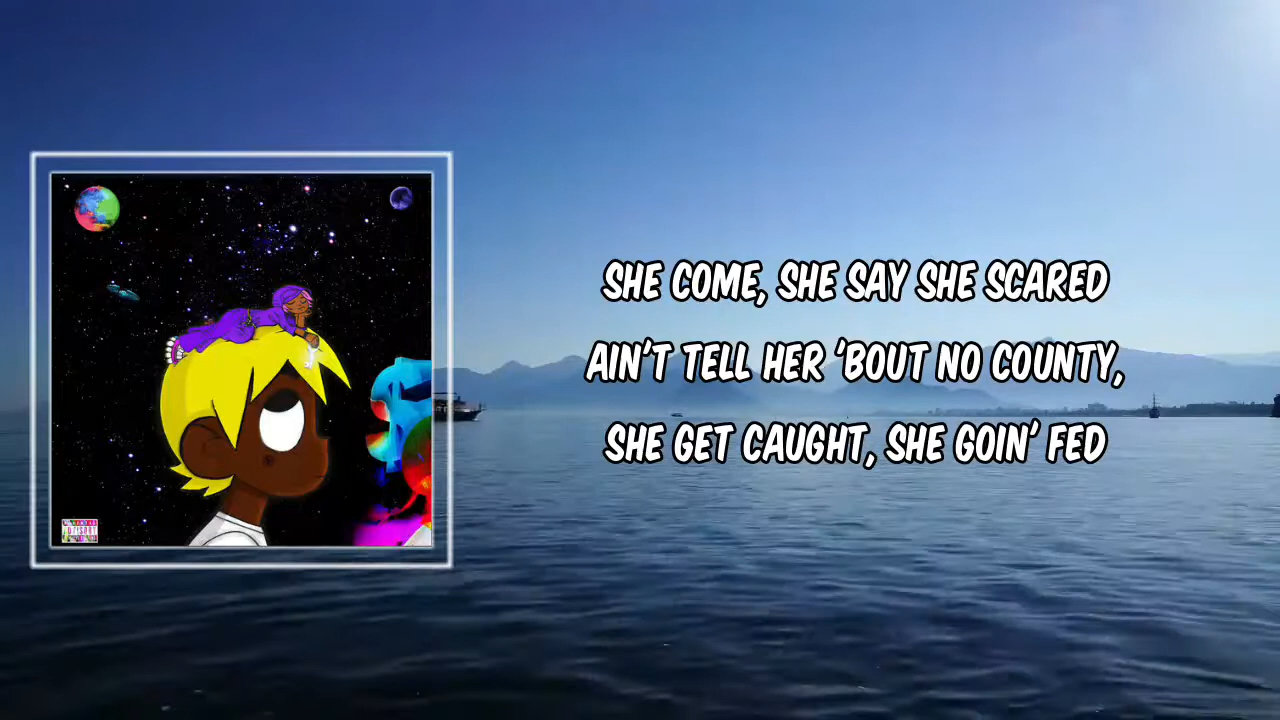 SHE COME, SHE SAY SHE SCARED
AIN'T TELL HER 'BOUT NO COUNTY,
SHE GET CAUGHT, SHE GOIN' FED